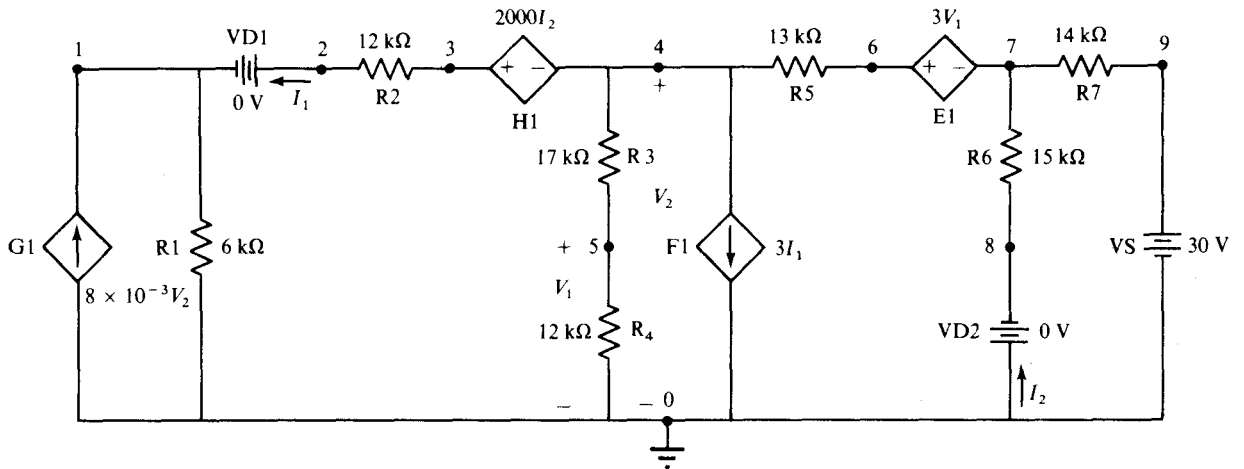 2000I₂
3V₁
1
VD1
2
12 kΩ
3
4
13 kΩ
6
7
14 kΩ
9
+ −
+ −
0 V
I₁
R2
H1
+
R5
E1
R7
17 kΩ
R 3
R6
15 kΩ
V₂
G1
R1
6 kΩ
+
5
F1
3I₁
8
VS
30 V
8 × 10⁻³V₂
V₁
12 kΩ
R₄
VD2
0 V
I₂
−
−
0